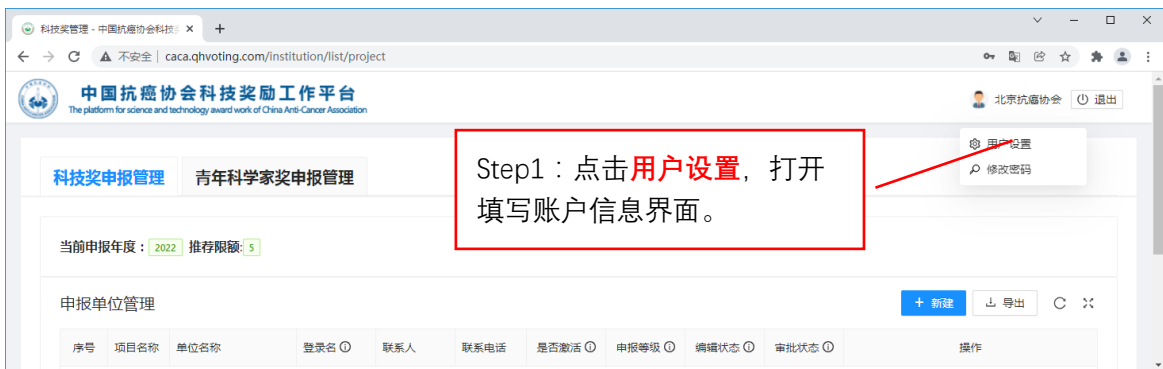 科技奖管理 - 中国抗癌协会科技
不安全 | caca.qhvoting.com/institution/list/project
中国抗癌协会科技奖励工作平台
The platform for science and technology award work of China Anti-Cancer Association
北京抗癌协会 退出
用户设置
修改密码
科技奖申报管理 青年科学家奖申报管理
Step1：点击用户设置，打开
填写账户信息界面。
当前申报年度： 2022 推荐限额: 5
申报单位管理
+ 新建 导出
序号 项目名称 单位名称 登录名 联系人 联系电话 是否激活 申报等级 编辑状态 审批状态 操作